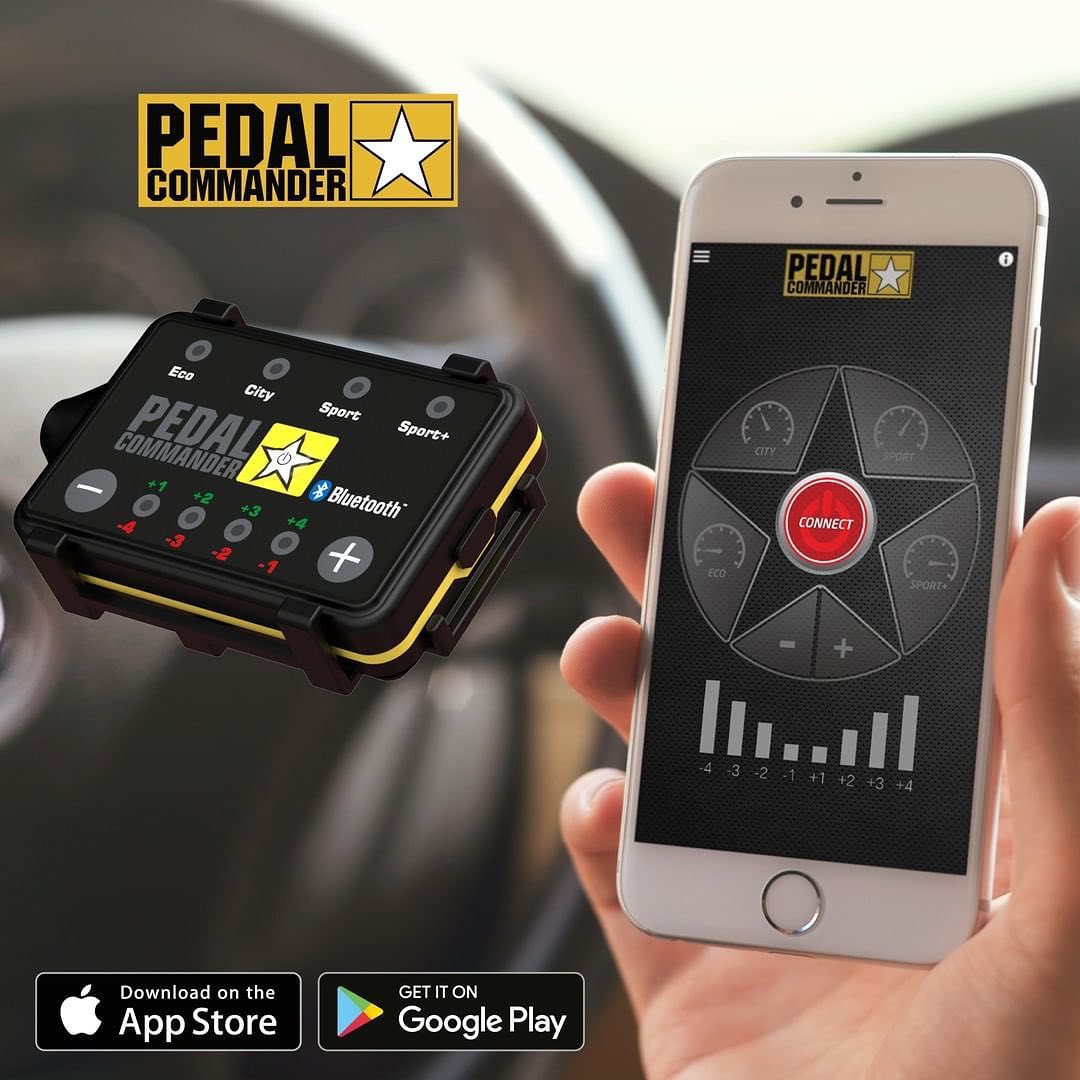 PEDAL
COMMANDER
PEDAL
COMMANDER
Eco
City
Sport
Sport+
PEDAL
COMMANDER
Bluetooth™
+1 +2 +3 +4
-4 -3 -2 -1
− +
CITY
SPORT
CONNECT
ECO
SPORT+
- +
-4 -3 -2 -1 +1 +2 +3 +4
Download on the
App Store
GET IT ON
Google Play